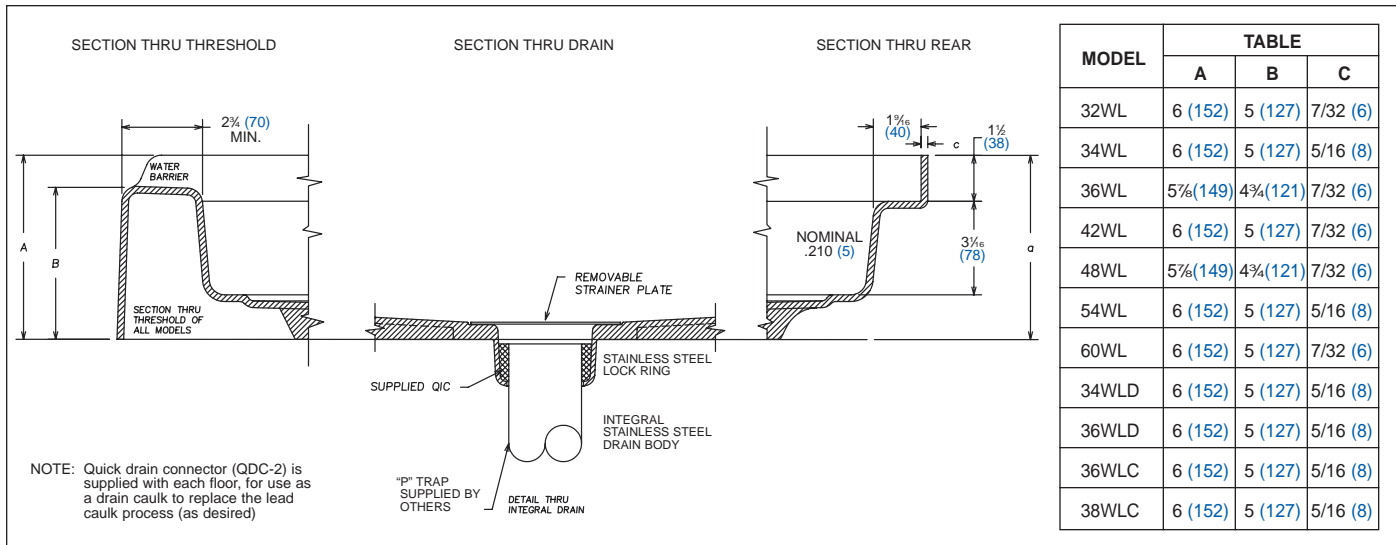 SECTION THRU THRESHOLD
SECTION THRU DRAIN
SECTION THRU REAR
2¾ (70)
MIN.
WATER
BARRIER
A
B
SECTION THRU
THRESHOLD OF
ALL MODELS
REMOVABLE
STRAINER PLATE
SUPPLIED QIC
STAINLESS STEEL
LOCK RING
INTEGRAL
STAINLESS STEEL
DRAIN BODY
"P" TRAP
SUPPLIED BY
OTHERS
DETAIL THRU
INTEGRAL DRAIN
1⁹⁄₁₆
(40)
c
1½
(38)
NOMINAL
.210 (5)
3¹⁄₁₆
(78)
a
NOTE: Quick drain connector (QDC-2) is
supplied with each floor, for use as
a drain caulk to replace the lead
caulk process (as desired)
MODEL TABLE
A B C
32WL 6 (152) 5 (127) 7/32 (6)
34WL 6 (152) 5 (127) 5/16 (8)
36WL 5⅞(149) 4¾(121) 7/32 (6)
42WL 6 (152) 5 (127) 7/32 (6)
48WL 5⅞(149) 4¾(121) 7/32 (6)
54WL 6 (152) 5 (127) 5/16 (8)
60WL 6 (152) 5 (127) 7/32 (6)
34WLD 6 (152) 5 (127) 5/16 (8)
36WLD 6 (152) 5 (127) 5/16 (8)
36WLC 6 (152) 5 (127) 5/16 (8)
38WLC 6 (152) 5 (127) 5/16 (8)